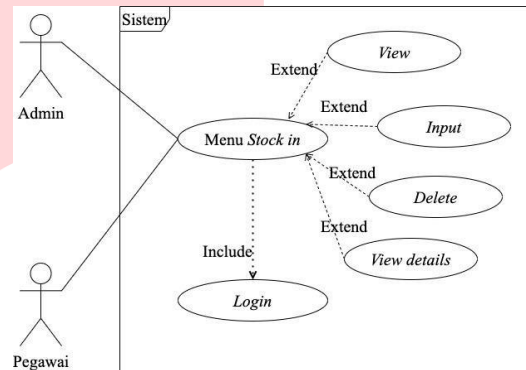 Sistem
View
Extend
Admin
Extend
Input
Menu Stock in
Extend
Delete
Extend
View details
Include
Login
Pegawai